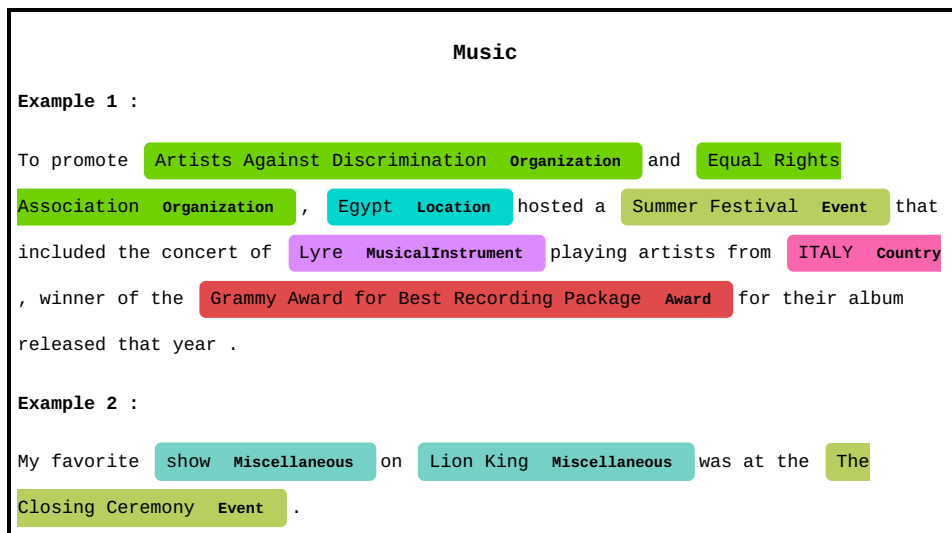 Music
Example 1 :
To promote Artists Against Discrimination Organization and Equal Rights
Association Organization , Egypt Location hosted a Summer Festival Event that
included the concert of Lyre MusicalInstrument playing artists from ITALY Country
, winner of the Grammy Award for Best Recording Package Award for their album
released that year .
Example 2 :
My favorite show Miscellaneous on Lion King Miscellaneous was at the The
Closing Ceremony Event .